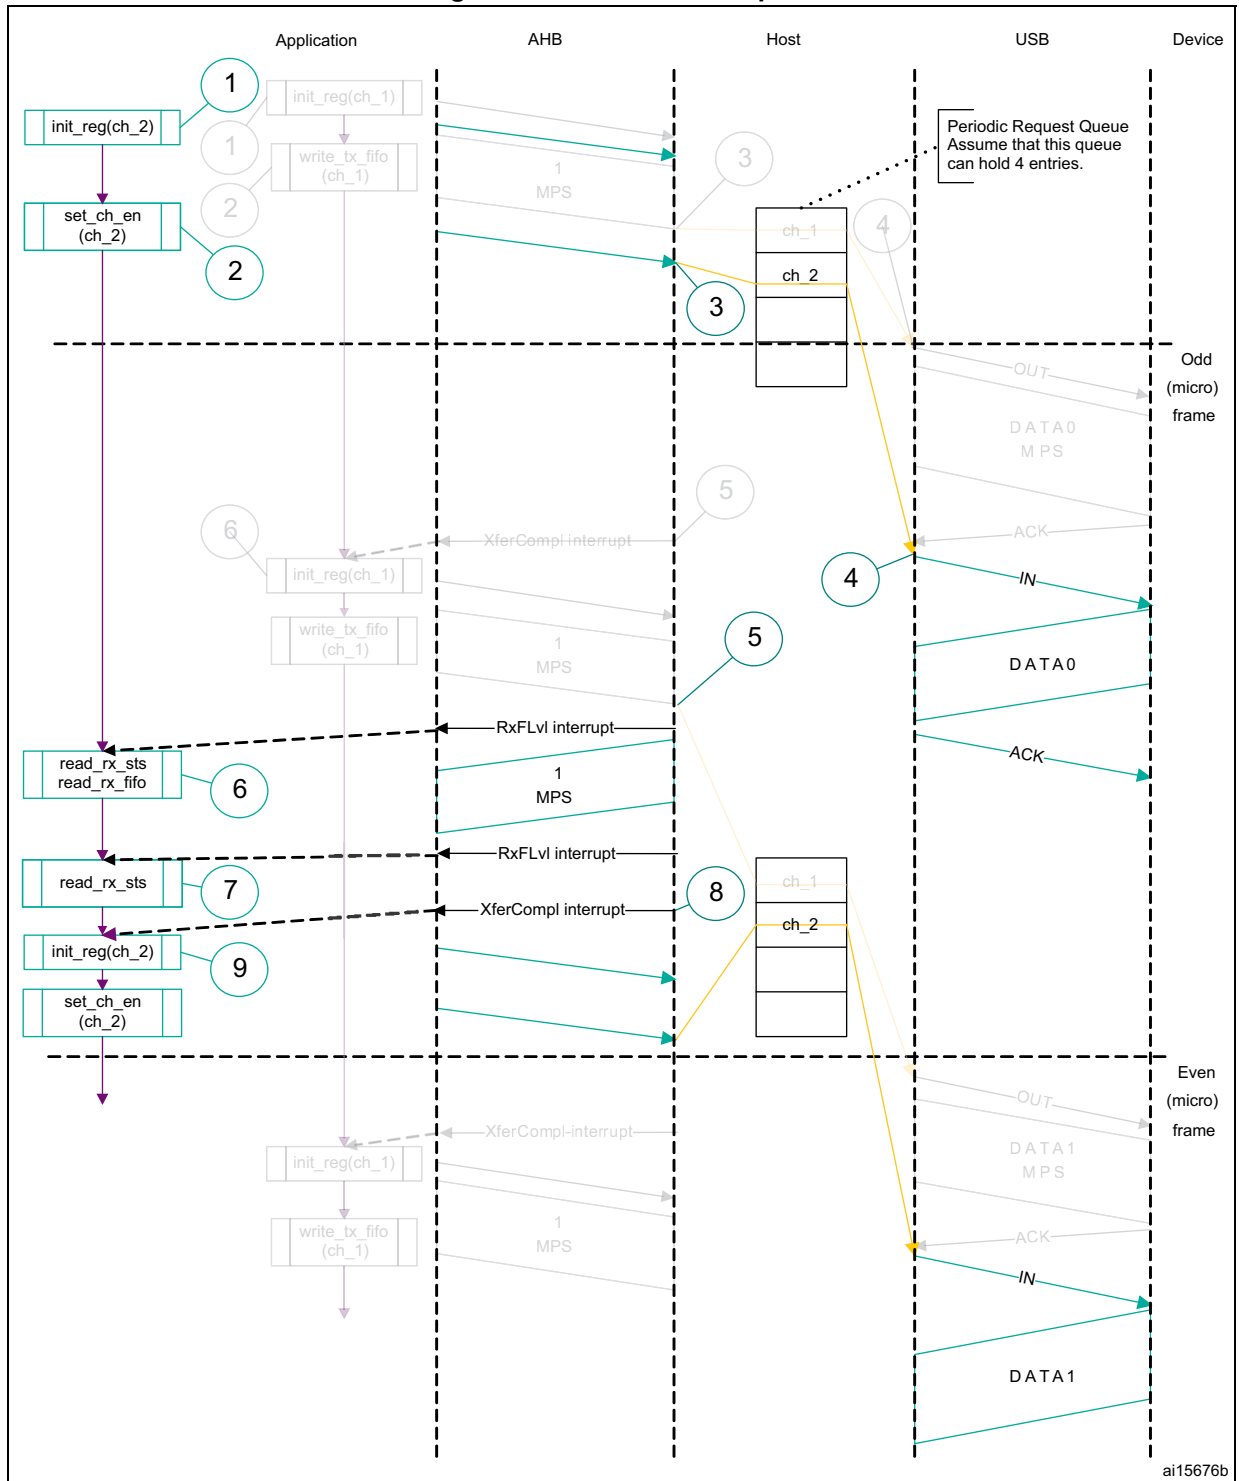 Application
AHB
Host
USB
Device
1
init_reg(ch_1)
init_reg(ch_2)
1
write_tx_fifo
(ch_1)
1
MPS
3
Periodic Request Queue
Assume that this queue
can hold 4 entries.
set_ch_en
(ch_2)
2
2
ch_1
4
ch_2
3
Odd
(micro)
frame
OUT
DATA0
MPS
5
6
XferCompl interrupt
ACK
init_reg(ch_1)
4
IN
write_tx_fifo
(ch_1)
1
MPS
5
DATA0
RxFLvl interrupt
ACK
read_rx_sts
read_rx_fifo
6
1
MPS
RxFLvl interrupt
read_rx_sts
7
8
ch_1
XferCompl interrupt
ch_2
init_reg(ch_2)
9
set_ch_en
(ch_2)
Even
(micro)
frame
OUT
XferCompl-interrupt
init_reg(ch_1)
DATA1
MPS
write_tx_fifo
(ch_1)
1
MPS
ACK
IN
DATA1
ai15676b